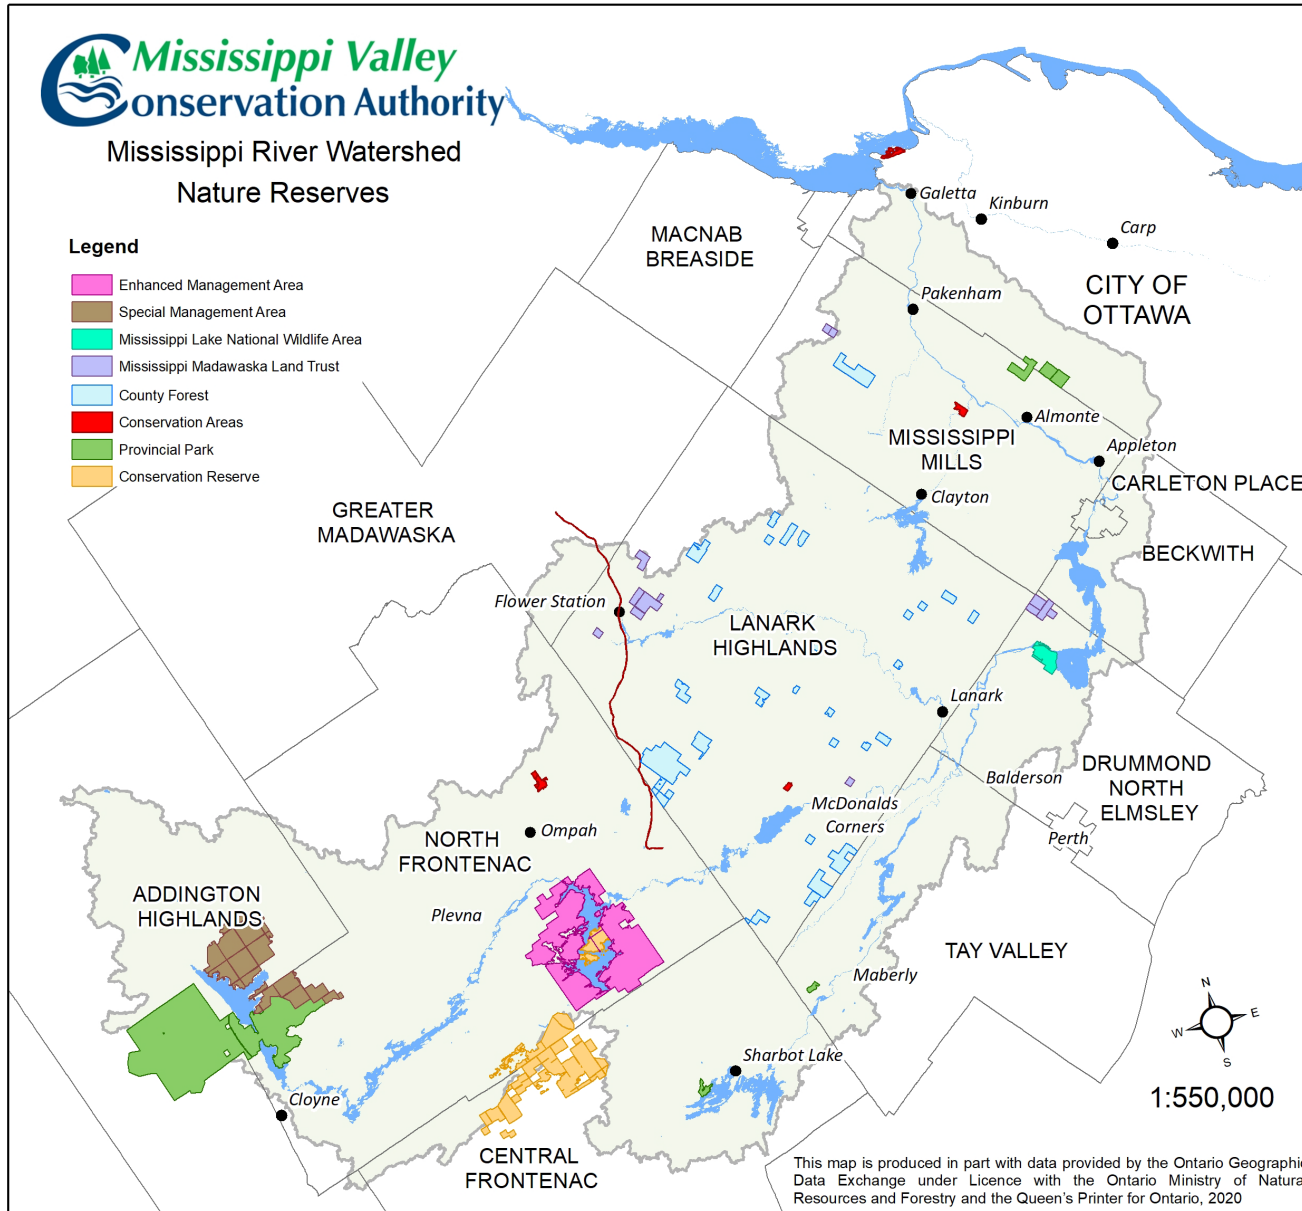 Mississippi Valley
Conservation Authority
Mississippi River Watershed
Nature Reserves
Legend
Enhanced Management Area
Special Management Area
Mississippi Lake National Wildlife Area
Mississippi Madawaska Land Trust
County Forest
Conservation Areas
Provincial Park
Conservation Reserve
Galetta
Kinburn
Carp
MACNAB
BREASIDE
CITY OF
OTTAWA
Pakenham
Almonte
MISSISSIPPI
MILLS
Appleton
CARLETON PLACE
Clayton
GREATER
MADAWASKA
BECKWITH
Flower Station
LANARK
HIGHLANDS
Lanark
Balderson
DRUMMOND
NORTH
ELMSLEY
McDonalds
Corners
Perth
Ompah
NORTH
FRONTENAC
ADDINGTON
HIGHLANDS
Plevna
TAY VALLEY
Maberly
N
W
E
S
Sharbot Lake
Cloyne
1:550,000
CENTRAL
FRONTENAC
This map is produced in part with data provided by the Ontario Geographic
Data Exchange under Licence with the Ontario Ministry of Natura
Resources and Forestry and the Queen's Printer for Ontario, 2020